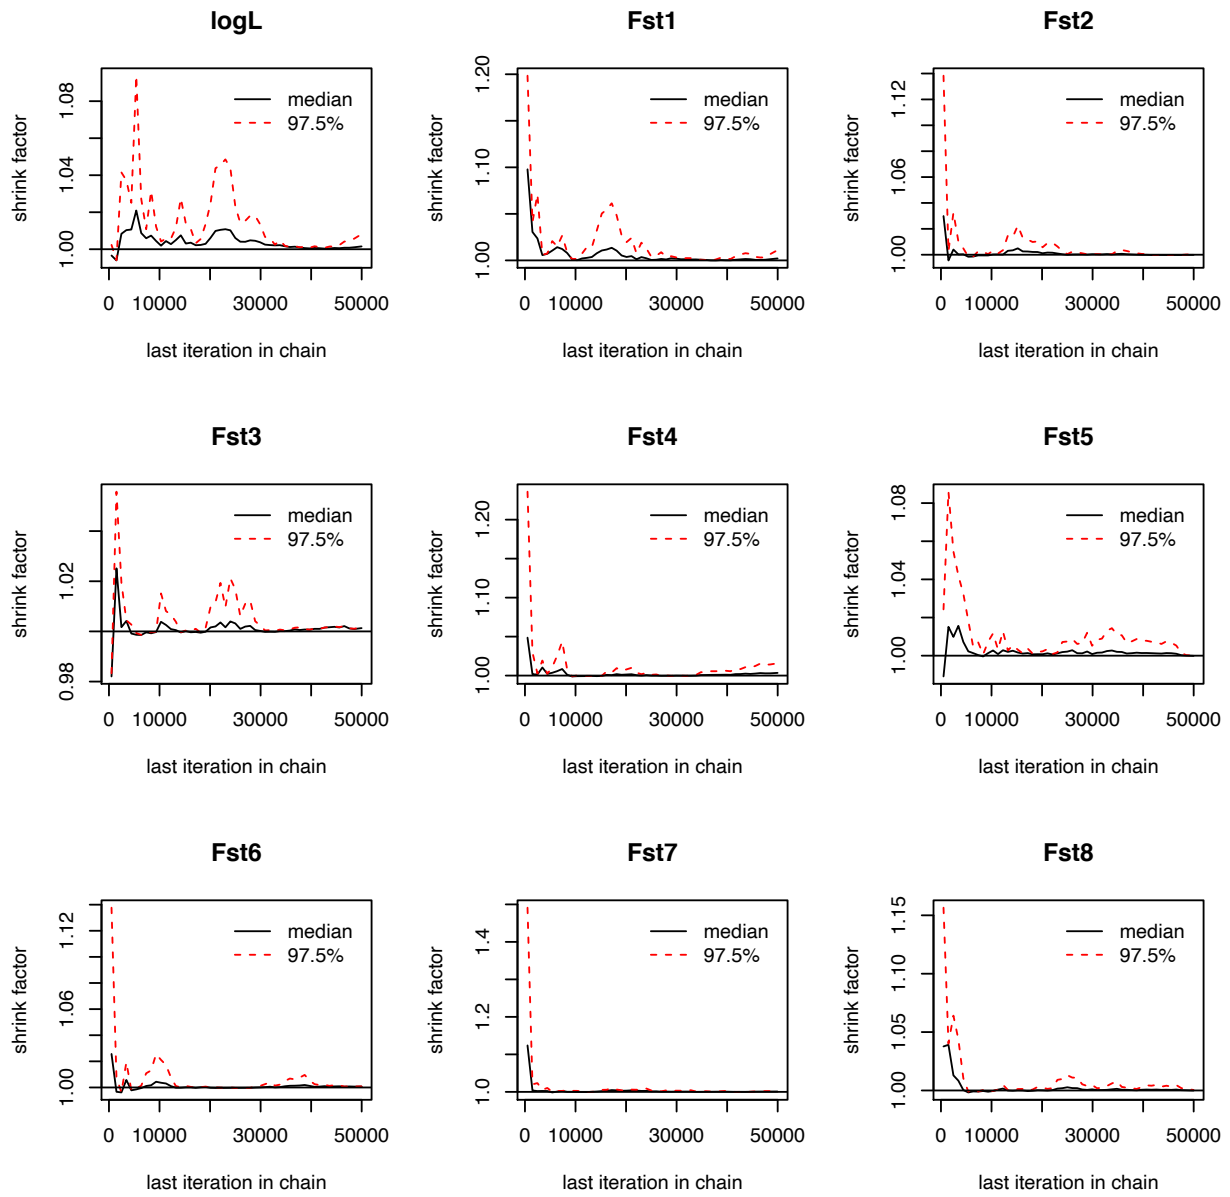 logL
shrink factor
1.00 1.04 1.08
median
97.5%
0 10000 30000 50000
last iteration in chain
Fst1
shrink factor
1.00 1.10 1.20
median
97.5%
0 10000 30000 50000
last iteration in chain
Fst2
shrink factor
1.00 1.06 1.12
median
97.5%
0 10000 30000 50000
last iteration in chain
Fst3
shrink factor
0.98 1.02
median
97.5%
0 10000 30000 50000
last iteration in chain
Fst4
shrink factor
1.00 1.10 1.20
median
97.5%
0 10000 30000 50000
last iteration in chain
Fst5
shrink factor
1.00 1.04 1.08
median
97.5%
0 10000 30000 50000
last iteration in chain
Fst6
shrink factor
1.00 1.06 1.12
median
97.5%
0 10000 30000 50000
last iteration in chain
Fst7
shrink factor
1.0 1.2 1.4
median
97.5%
0 10000 30000 50000
last iteration in chain
Fst8
shrink factor
1.00 1.05 1.10 1.15
median
97.5%
0 10000 30000 50000
last iteration in chain